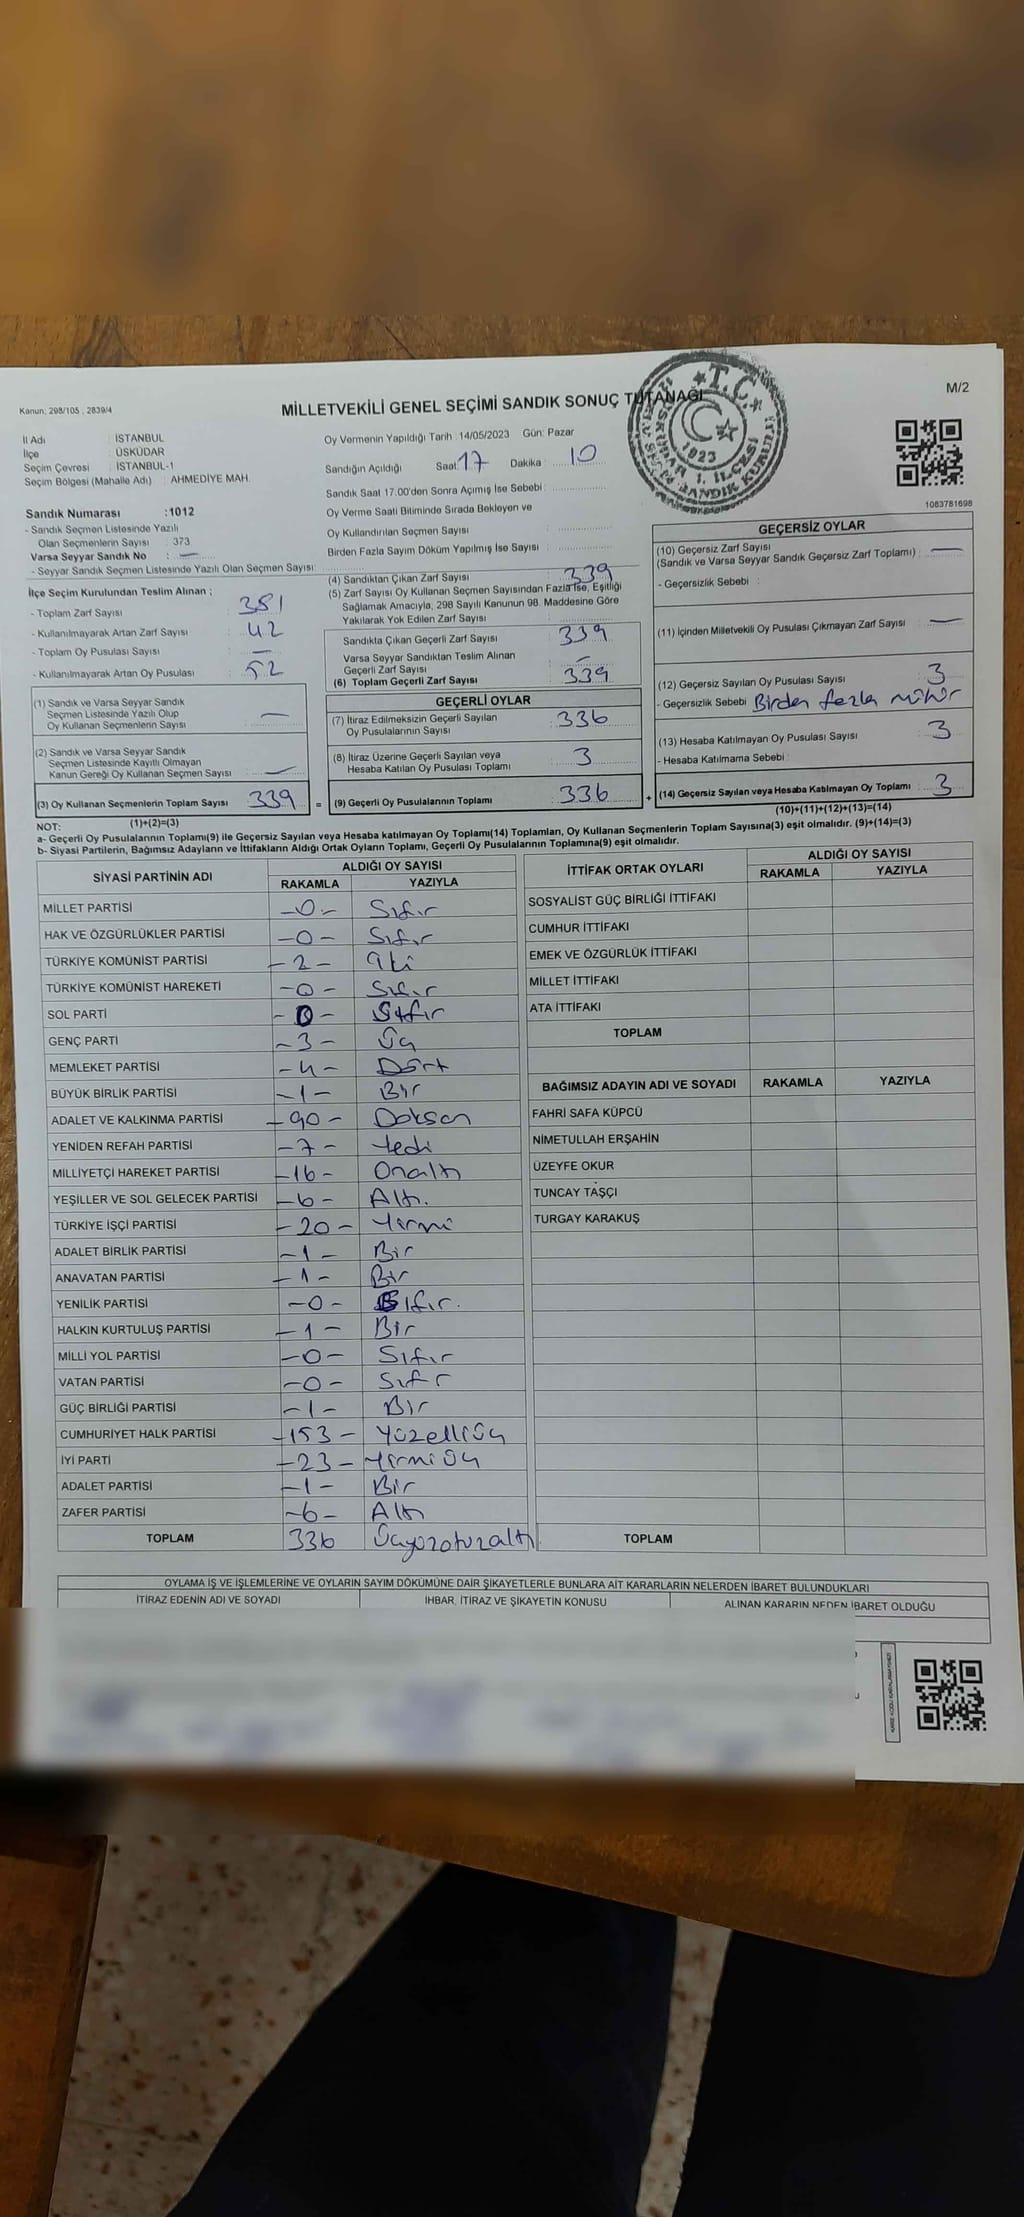 Kanun; 298/105 , 2839/4
MİLLETVEKİLİ GENEL SEÇİMİ SANDIK SONUÇ TUTANAĞI
M/2
İl Adı : İSTANBUL
İlçe : ÜSKÜDAR
Seçim Çevresi : İSTANBUL-1
Seçim Bölgesi (Mahalle Adı) : AHMEDİYE MAH.
Sandık Numarası :1012
- Sandık Seçmen Listesinde Yazılı
Olan Seçmenlerin Sayısı : 373
Varsa Seyyar Sandık No : —
- Seyyar Sandık Seçmen Listesinde Yazılı Olan Seçmen Sayısı:
İlçe Seçim Kurulundan Teslim Alınan ;
- Toplam Zarf Sayısı : 381
- Kullanılmayarak Artan Zarf Sayısı : 42
- Toplam Oy Pusulası Sayısı : —
- Kullanılmayarak Artan Oy Pusulası : 52
(1) Sandık ve Varsa Seyyar Sandık
Seçmen Listesinde Yazılı Olup
Oy Kullanan Seçmenlerin Sayısı : —
(2) Sandık ve Varsa Seyyar Sandık
Seçmen Listesinde Kayıtlı Olmayan
Kanun Gereği Oy Kullanan Seçmen Sayısı : —
(3) Oy Kullanan Seçmenlerin Toplam Sayısı : 339 =
(1)+(2)=(3)
Oy Vermenin Yapıldığı Tarih :14/05/2023 Gün: Pazar
Sandığın Açıldığı Saat: 17 Dakika : 10
Sandık Saat 17.00'den Sonra Açımış İse Sebebi :
Oy Verme Saati Bitiminde Sırada Bekleyen ve
Oy Kullandırılan Seçmen Sayısı :
Birden Fazla Sayım Döküm Yapılmış İse Sayısı :
(4) Sandıktan Çıkan Zarf Sayısı : 339
(5) Zarf Sayısı Oy Kullanan Seçmen Sayısından Fazla İse, Eşitliği
Sağlamak Amacıyla, 298 Sayılı Kanunun 98. Maddesine Göre
Yakılarak Yok Edilen Zarf Sayısı :
Sandıkta Çıkan Geçerli Zarf Sayısı : 339
Varsa Seyyar Sandıktan Teslim Alınan
Geçerli Zarf Sayısı : —
(6) Toplam Geçerli Zarf Sayısı : 339
GEÇERLİ OYLAR
(7) İtiraz Edilmeksizin Geçerli Sayılan
Oy Pusulalarının Sayısı : 336
(8) İtiraz Üzerine Geçerli Sayılan veya
Hesaba Katılan Oy Pusulası Toplamı : 3
(9) Geçerli Oy Pusulalarının Toplamı : 336 +
T.C.
1. İLÇESİ
1083781698
GEÇERSİZ OYLAR
(10) Geçersiz Zarf Sayısı
(Sandık ve Varsa Seyyar Sandık Geçersiz Zarf Toplamı) : —
- Geçersizlik Sebebi :
(11) İçinden Milletvekili Oy Pusulası Çıkmayan Zarf Sayısı : —
(12) Geçersiz Sayılan Oy Pusulası Sayısı : 3
- Geçersizlik Sebebi : Birden fazla mühür
(13) Hesaba Katılmayan Oy Pusulası Sayısı : 3
- Hesaba Katılmama Sebebi :
(14) Geçersiz Sayılan veya Hesaba Katılmayan Oy Toplamı : 3
(10)+(11)+(12)+(13)=(14)
NOT:
a- Geçerli Oy Pusulalarının Toplamı(9) ile Geçersiz Sayılan veya Hesaba katılmayan Oy Toplamı(14) Toplamları, Oy Kullanan Seçmenlerin Toplam Sayısına(3) eşit olmalıdır. (9)+(14)=(3)
b- Siyasi Partilerin, Bağımsız Adayların ve İttifakların Aldığı Ortak Oyların Toplamı, Geçerli Oy Pusulalarının Toplamına(9) eşit olmalıdır.
SİYASİ PARTİNİN ADI ALDIĞI OY SAYISI
RAKAMLA YAZIYLA
MİLLET PARTİSİ -0- Sıfır
HAK VE ÖZGÜRLÜKLER PARTİSİ -0- Sıfır
TÜRKİYE KOMÜNİST PARTİSİ -2- iki
TÜRKİYE KOMÜNİST HAREKETİ -0- Sıfır
SOL PARTİ -0- Sıfır
GENÇ PARTİ -3- Üç
MEMLEKET PARTİSİ -4- Dört
BÜYÜK BİRLİK PARTİSİ -1- Bir
ADALET VE KALKINMA PARTİSİ -90- Doksan
YENİDEN REFAH PARTİSİ -7- Yedi
MİLLİYETÇİ HAREKET PARTİSİ -16- Onaltı
YEŞİLLER VE SOL GELECEK PARTİSİ -6- Altı.
TÜRKİYE İŞÇİ PARTİSİ -20- Yirmi
ADALET BİRLİK PARTİSİ -1- Bir
ANAVATAN PARTİSİ -1- Bir
YENİLİK PARTİSİ -0- Sıfır.
HALKIN KURTULUŞ PARTİSİ -1- Bir
MİLLİ YOL PARTİSİ -0- Sıfır
VATAN PARTİSİ -0- Sıfır
GÜÇ BİRLİĞİ PARTİSİ -1- Bir
CUMHURİYET HALK PARTİSİ -153- Yüzelliüç
İYİ PARTİ -23- Yirmiüç
ADALET PARTİSİ -1- Bir
ZAFER PARTİSİ -6- Altı
TOPLAM 336 Üçyüzotuzaltı
İTTİFAK ORTAK OYLARI ALDIĞI OY SAYISI
RAKAMLA YAZIYLA
SOSYALİST GÜÇ BİRLİĞİ İTTİFAKI
CUMHUR İTTİFAKI
EMEK VE ÖZGÜRLÜK İTTİFAKI
MİLLET İTTİFAKI
ATA İTTİFAKI
TOPLAM
BAĞIMSIZ ADAYIN ADI VE SOYADI RAKAMLA YAZIYLA
FAHRİ SAFA KÜPCÜ
NİMETULLAH ERŞAHİN
ÜZEYFE OKUR
TUNCAY TAŞÇI
TURGAY KARAKUŞ
TOPLAM
OYLAMA İŞ VE İŞLEMLERİNE VE OYLARIN SAYIM DÖKÜMÜNE DAİR ŞİKAYETLERLE BUNLARA AİT KARARLARIN NELERDEN İBARET BULUNDUKLARI
İTİRAZ EDENİN ADI VE SOYADI IHBAR, İTİRAZ VE ŞİKAYETİN KONUSU ALINAN KARARIN NEDEN İBARET OLDUĞU
KARE KODU KARALAMAYINIZ!